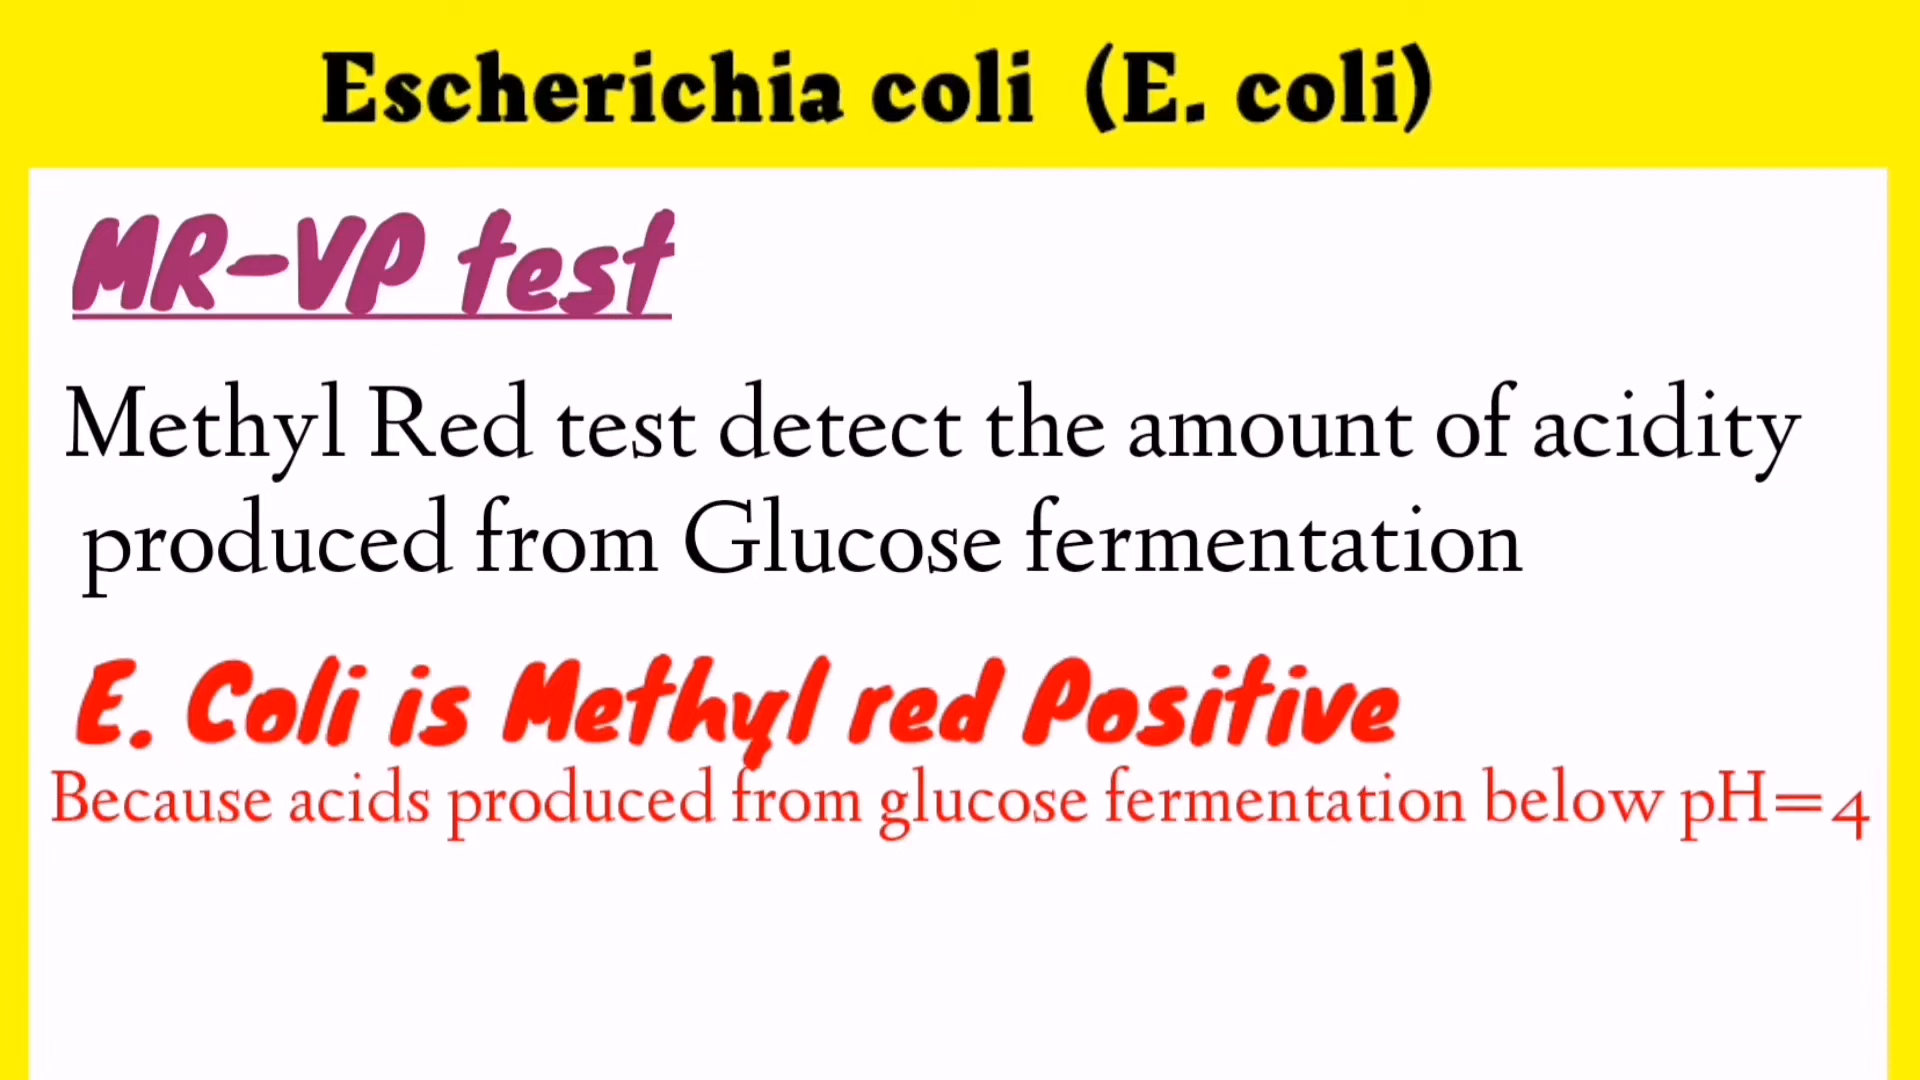 Escherichia coli (E. coli)
MR-VP test
Methyl Red test detect the amount of acidity
produced from Glucose fermentation
E. Coli is Methyl red Positive
Because acids produced from glucose fermentation below pH=4